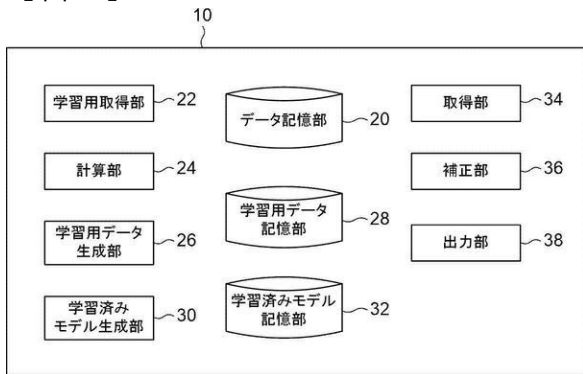 10
学習用取得部
22
計算部
24
学習用データ
生成部
26
学習済み
モデル生成部
30
データ記憶部
20
学習用データ
記憶部
28
学習済みモデル
記憶部
32
取得部
34
補正部
36
出力部
38